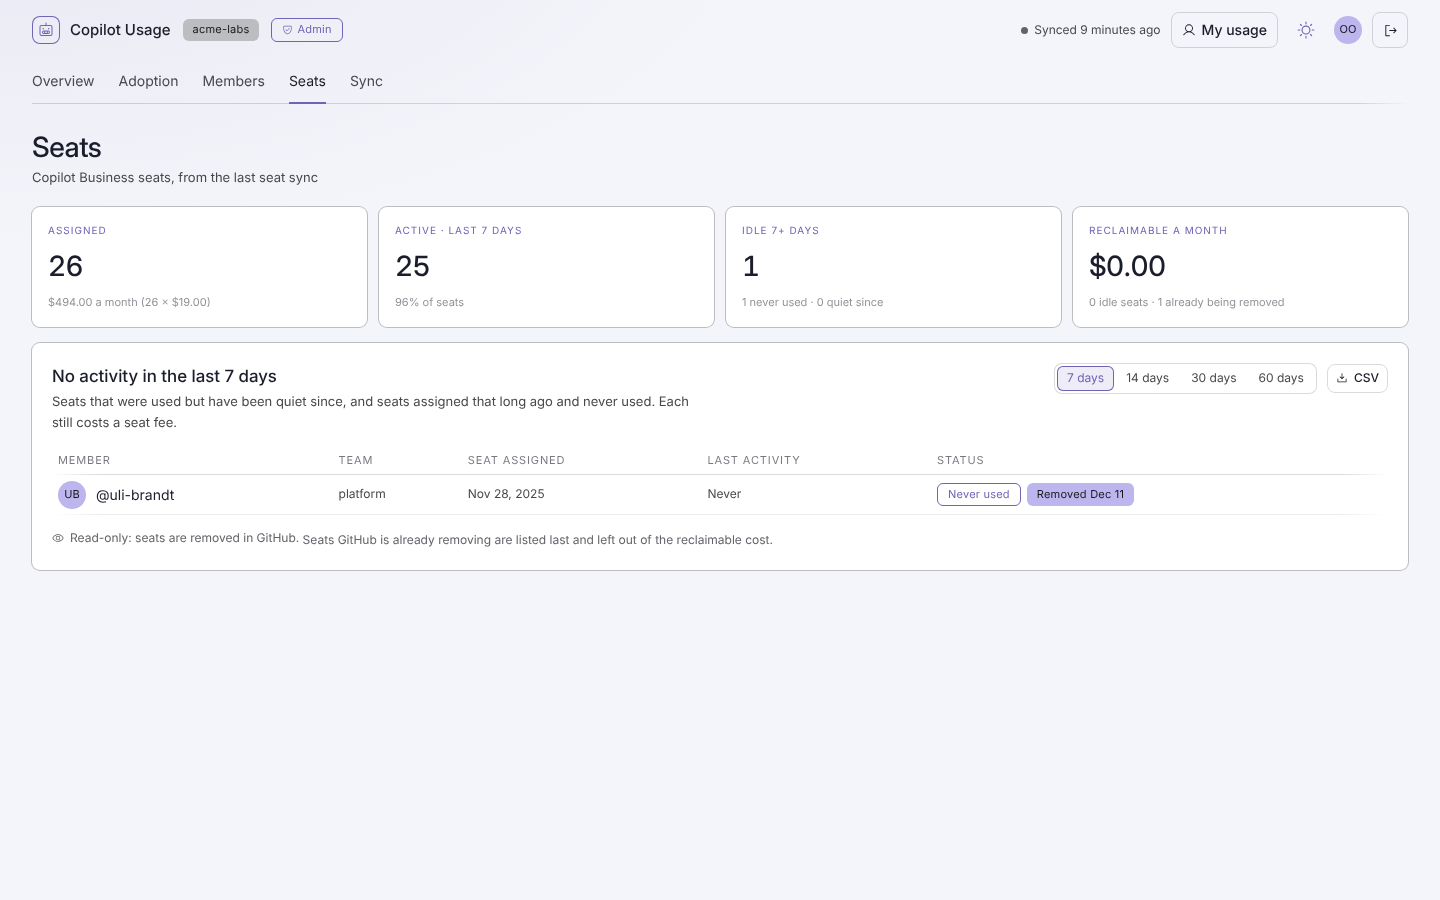 Copilot Usage acme-labs Admin Synced 9 minutes ago My usage OO
Overview Adoption Members Seats Sync
Seats
Copilot Business seats, from the last seat sync
ASSIGNED
26
$494.00 a month (26 × $19.00)
ACTIVE · LAST 7 DAYS
25
96% of seats
IDLE 7+ DAYS
1
1 never used · 0 quiet since
RECLAIMABLE A MONTH
$0.00
0 idle seats · 1 already being removed
No activity in the last 7 days
7 days 14 days 30 days 60 days CSV
Seats that were used but have been quiet since, and seats assigned that long ago and never used. Each
still costs a seat fee.
MEMBER TEAM SEAT ASSIGNED LAST ACTIVITY STATUS
UB @uli-brandt platform Nov 28, 2025 Never Never used Removed Dec 11
Read-only: seats are removed in GitHub. Seats GitHub is already removing are listed last and left out of the reclaimable cost.